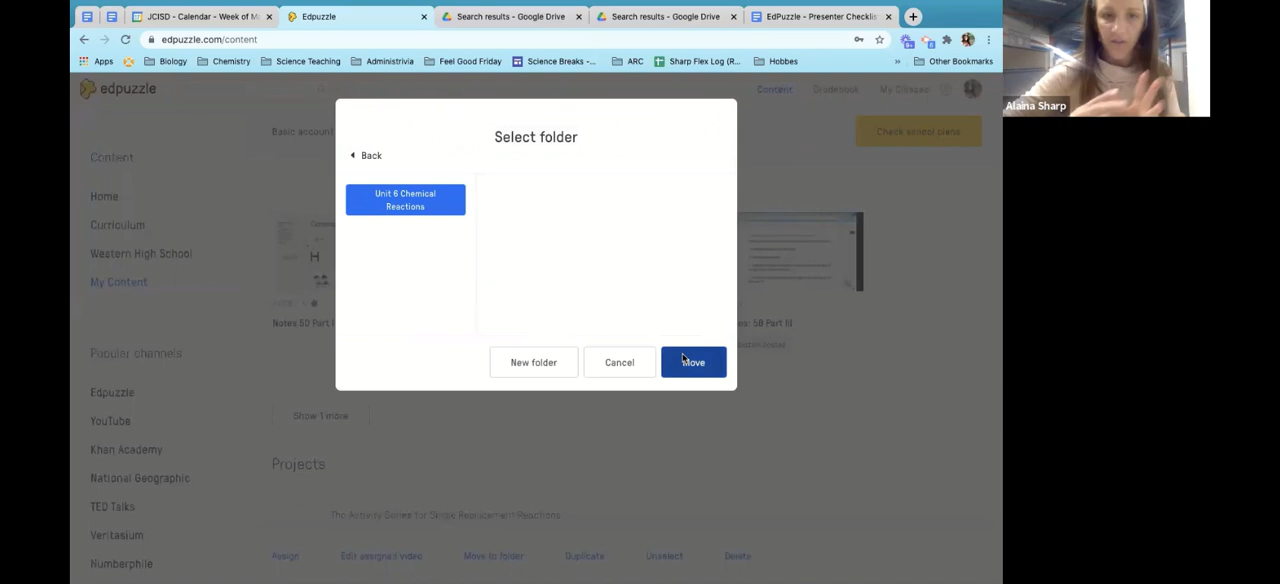 JCISD - Calendar - Week of M
Edpuzzle
Search results - Google Drive
Search results - Google Drive
EdPuzzle - Presenter Checklis
edpuzzle.com/content
Apps
Biology
Chemistry
Science Teaching
Administrivia
Feel Good Friday
Science Breaks -...
ARC
Sharp Flex Log (R...
Hobbes
Other Bookmarks
edpuzzle
Content
Gradebook
My Classes
Basic account
Check school plans
Content
Home
Curriculum
Western High School
My Content
Popular channels
Edpuzzle
YouTube
Khan Academy
National Geographic
TED Talks
Veritasium
Numberphile
Select folder
Back
Unit 6 Chemical
Reactions
New folder
Cancel
Move
Notes 5D Part I
es: 5B Part III
Show 1 more
Projects
The Activity Series for Single Replacement Reactions
Assign
Edit assigned video
Move to folder
Duplicate
Unselect
Delete
Alaina Sharp